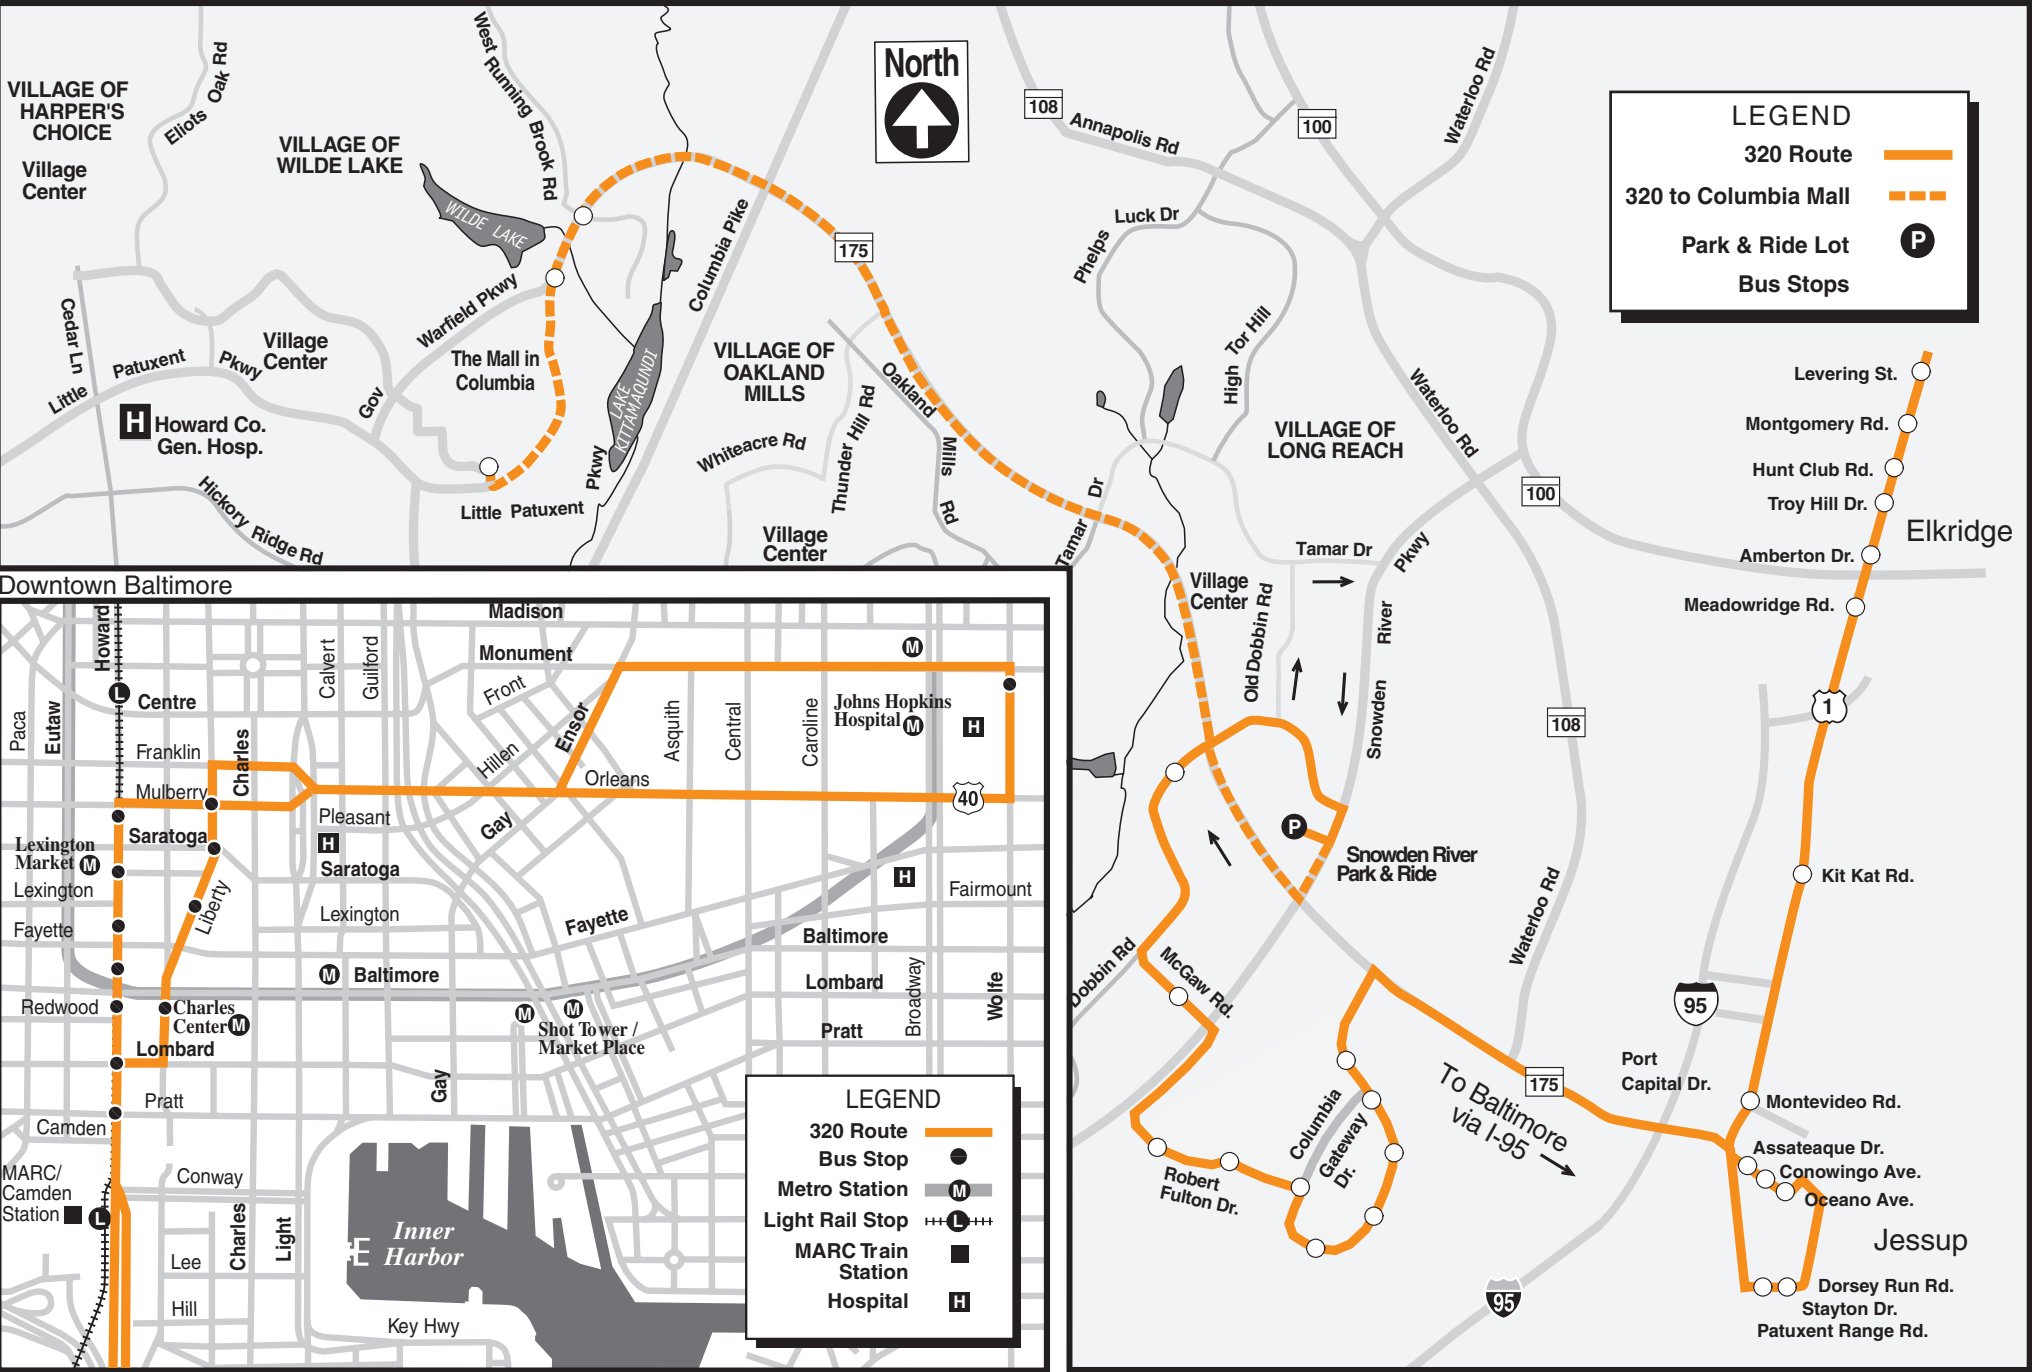 West Running Brook Rd
Eliots Oak Rd
VILLAGE OF
HARPER'S
CHOICE
Village
Center
VILLAGE OF
WILDE LAKE
WILDE LAKE
North
108
Annapolis Rd
100
Waterloo Rd
LEGEND
320 Route
320 to Columbia Mall
Park & Ride Lot
P
Bus Stops
Columbia Pike
175
Phelps
Luck Dr
High Tor Hill
Cedar Ln
Little Patuxent Pkwy
Village
Center
Gov
Warfield Pkwy
The Mall in
Columbia
LAKE
KITTAMAQUNDI
VILLAGE OF
OAKLAND
MILLS
Oakland Mills Rd
Thunder Hill Rd
Whiteacre Rd
Village
Center
H
Howard Co.
Gen. Hosp.
Hickory Ridge Rd
Little Patuxent
Pkwy
VILLAGE OF
LONG REACH
Waterloo Rd
100
Tamar Dr
Tamar Dr
Village
Center
Old Dobbin Rd
Snowden River Pkwy
108
Levering St.
Montgomery Rd.
Hunt Club Rd.
Troy Hill Dr.
Elkridge
Amberton Dr.
Meadowridge Rd.
1
P
Snowden River
Park & Ride
Kit Kat Rd.
Waterloo Rd
Dobbin Rd
McGaw Rd.
95
Port
Capital Dr.
175
To Baltimore
via I-95
Montevideo Rd.
Columbia
Gateway
Dr.
Robert
Fulton Dr.
Assateaque Dr.
Conowingo Ave.
Oceano Ave.
Jessup
95
Dorsey Run Rd.
Stayton Dr.
Patuxent Range Rd.
Downtown Baltimore
Howard
Madison
Calvert
Guilford
Monument
M
L
Centre
Front
Paca
Eutaw
Franklin
Charles
Hillen
Ensor
Asquith
Central
Caroline
Johns Hopkins
Hospital
M
H
Orleans
40
Mulberry
Pleasant
Gay
Saratoga
H
Saratoga
Lexington
Market
M
Lexington
Liberty
Lexington
H
Fairmount
Fayette
Fayette
Baltimore
M
Baltimore
Lombard
Broadway
Wolfe
Redwood
Charles
Center
M
M
M
Shot Tower /
Market Place
Pratt
Lombard
Gay
Pratt
Camden
MARC/
Camden
Station
L
Conway
Charles
Light
Lee
Hill
Inner
Harbor
Key Hwy
LEGEND
320 Route
Bus Stop
Metro Station
M
Light Rail Stop
L
MARC Train
Station
Hospital
H